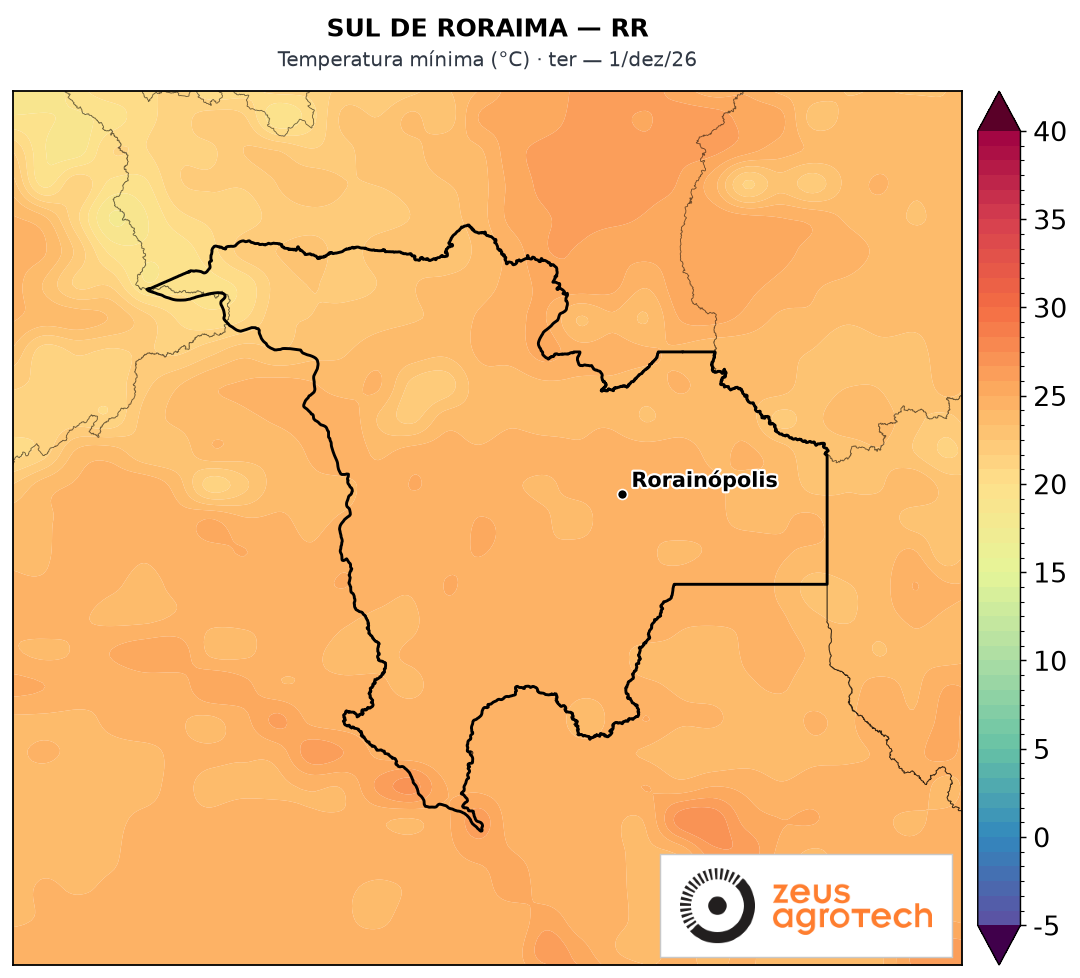 SUL DE RORAIMA — RR
Temperatura mínima (°C) · ter — 1/dez/26
40
35
30
25
20
15
10
5
0
-5
Rorainópolis
zeus
agrotech